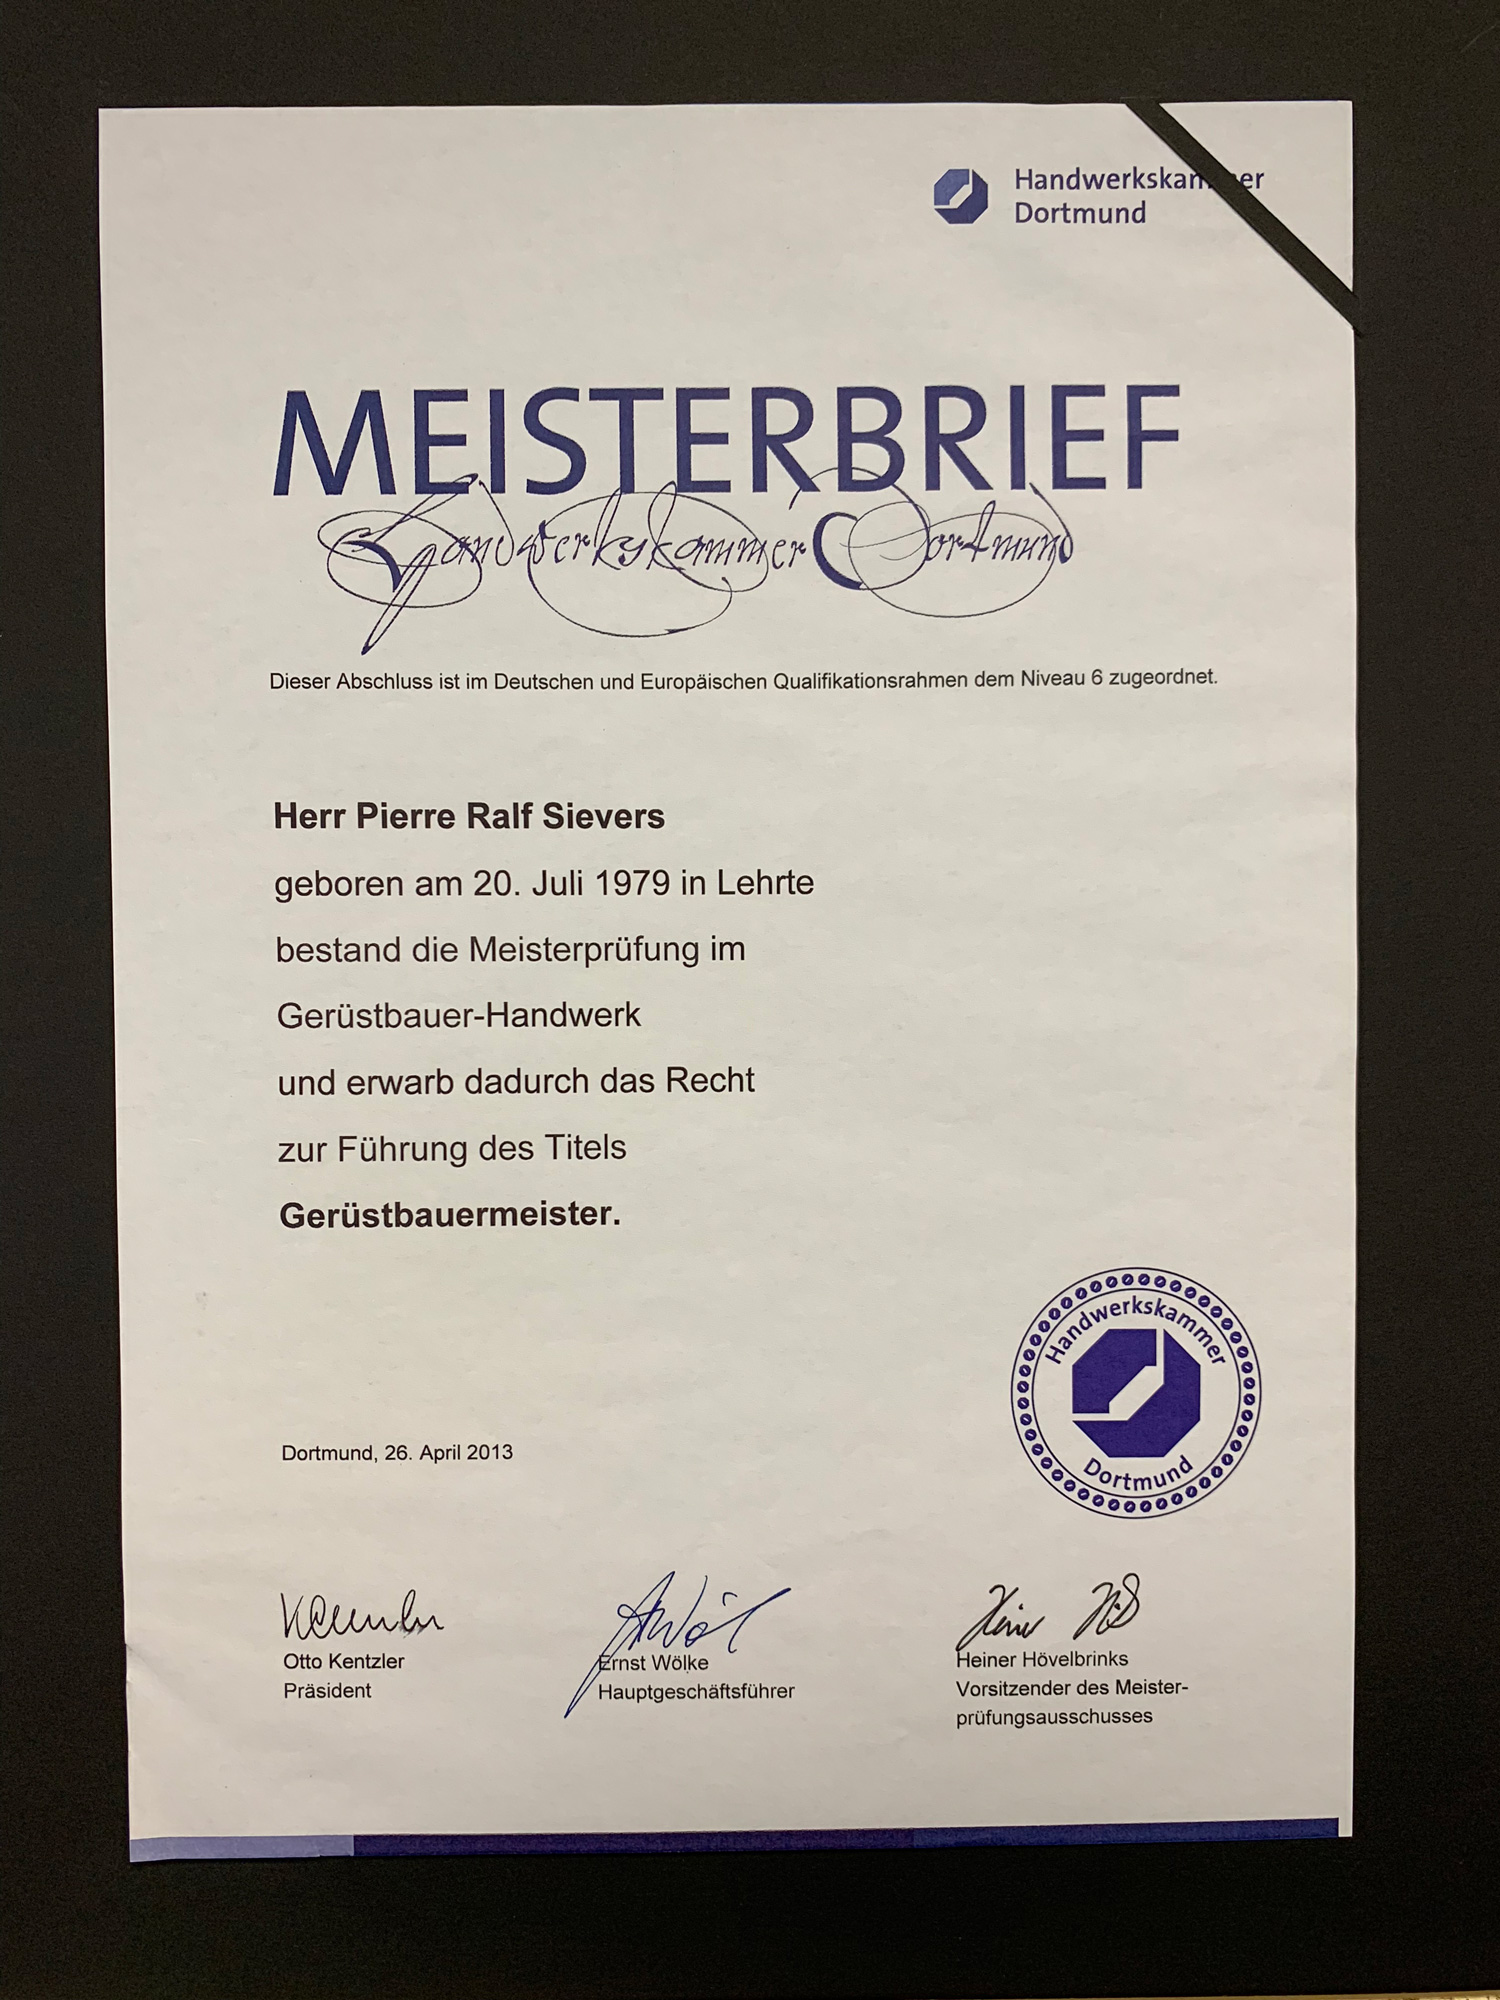 Handwerkskammer
Dortmund
MEISTERBRIEF
Handwerkskammer Dortmund
Dieser Abschluss ist im Deutschen und Europäischen Qualifikationsrahmen dem Niveau 6 zugeordnet.
Herr Pierre Ralf Sievers
geboren am 20. Juli 1979 in Lehrte
bestand die Meisterprüfung im
Gerüstbauer-Handwerk
und erwarb dadurch das Recht
zur Führung des Titels
Gerüstbauermeister.
Handwerkskammer
Dortmund
Dortmund, 26. April 2013
Otto Kentzler
Präsident
Ernst Wölke
Hauptgeschäftsführer
Heiner Hövelbrinks
Vorsitzender des Meister-
prüfungsausschusses